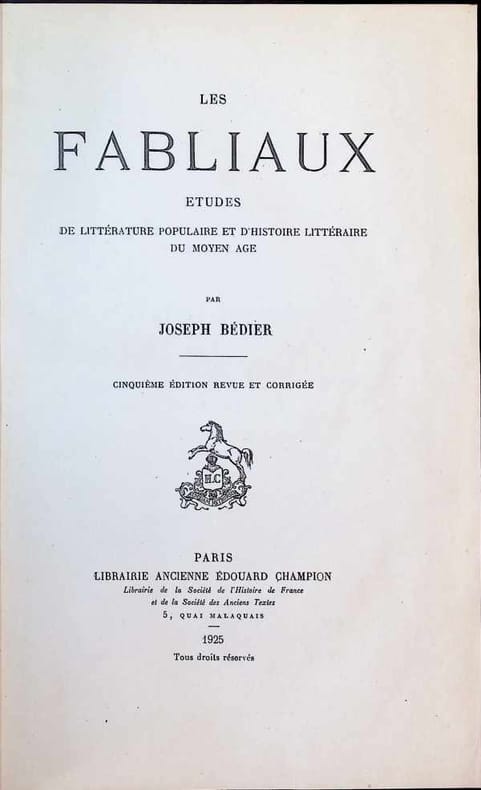 LES
FABLIAUX
ETUDES
DE LITTÉRATURE POPULAIRE ET D'HISTOIRE LITTÉRAIRE
DU MOYEN AGE
PAR
JOSEPH BÉDIER
CINQUIÈME ÉDITION REVUE ET CORRIGÉE
H.C
PARIS
LIBRAIRIE ANCIENNE ÉDOUARD CHAMPION
Librairie de la Société de l'Histoire de France
et de la Société des Anciens Textes
5, QUAI MALAQUAIS
1925
Tous droits réservés